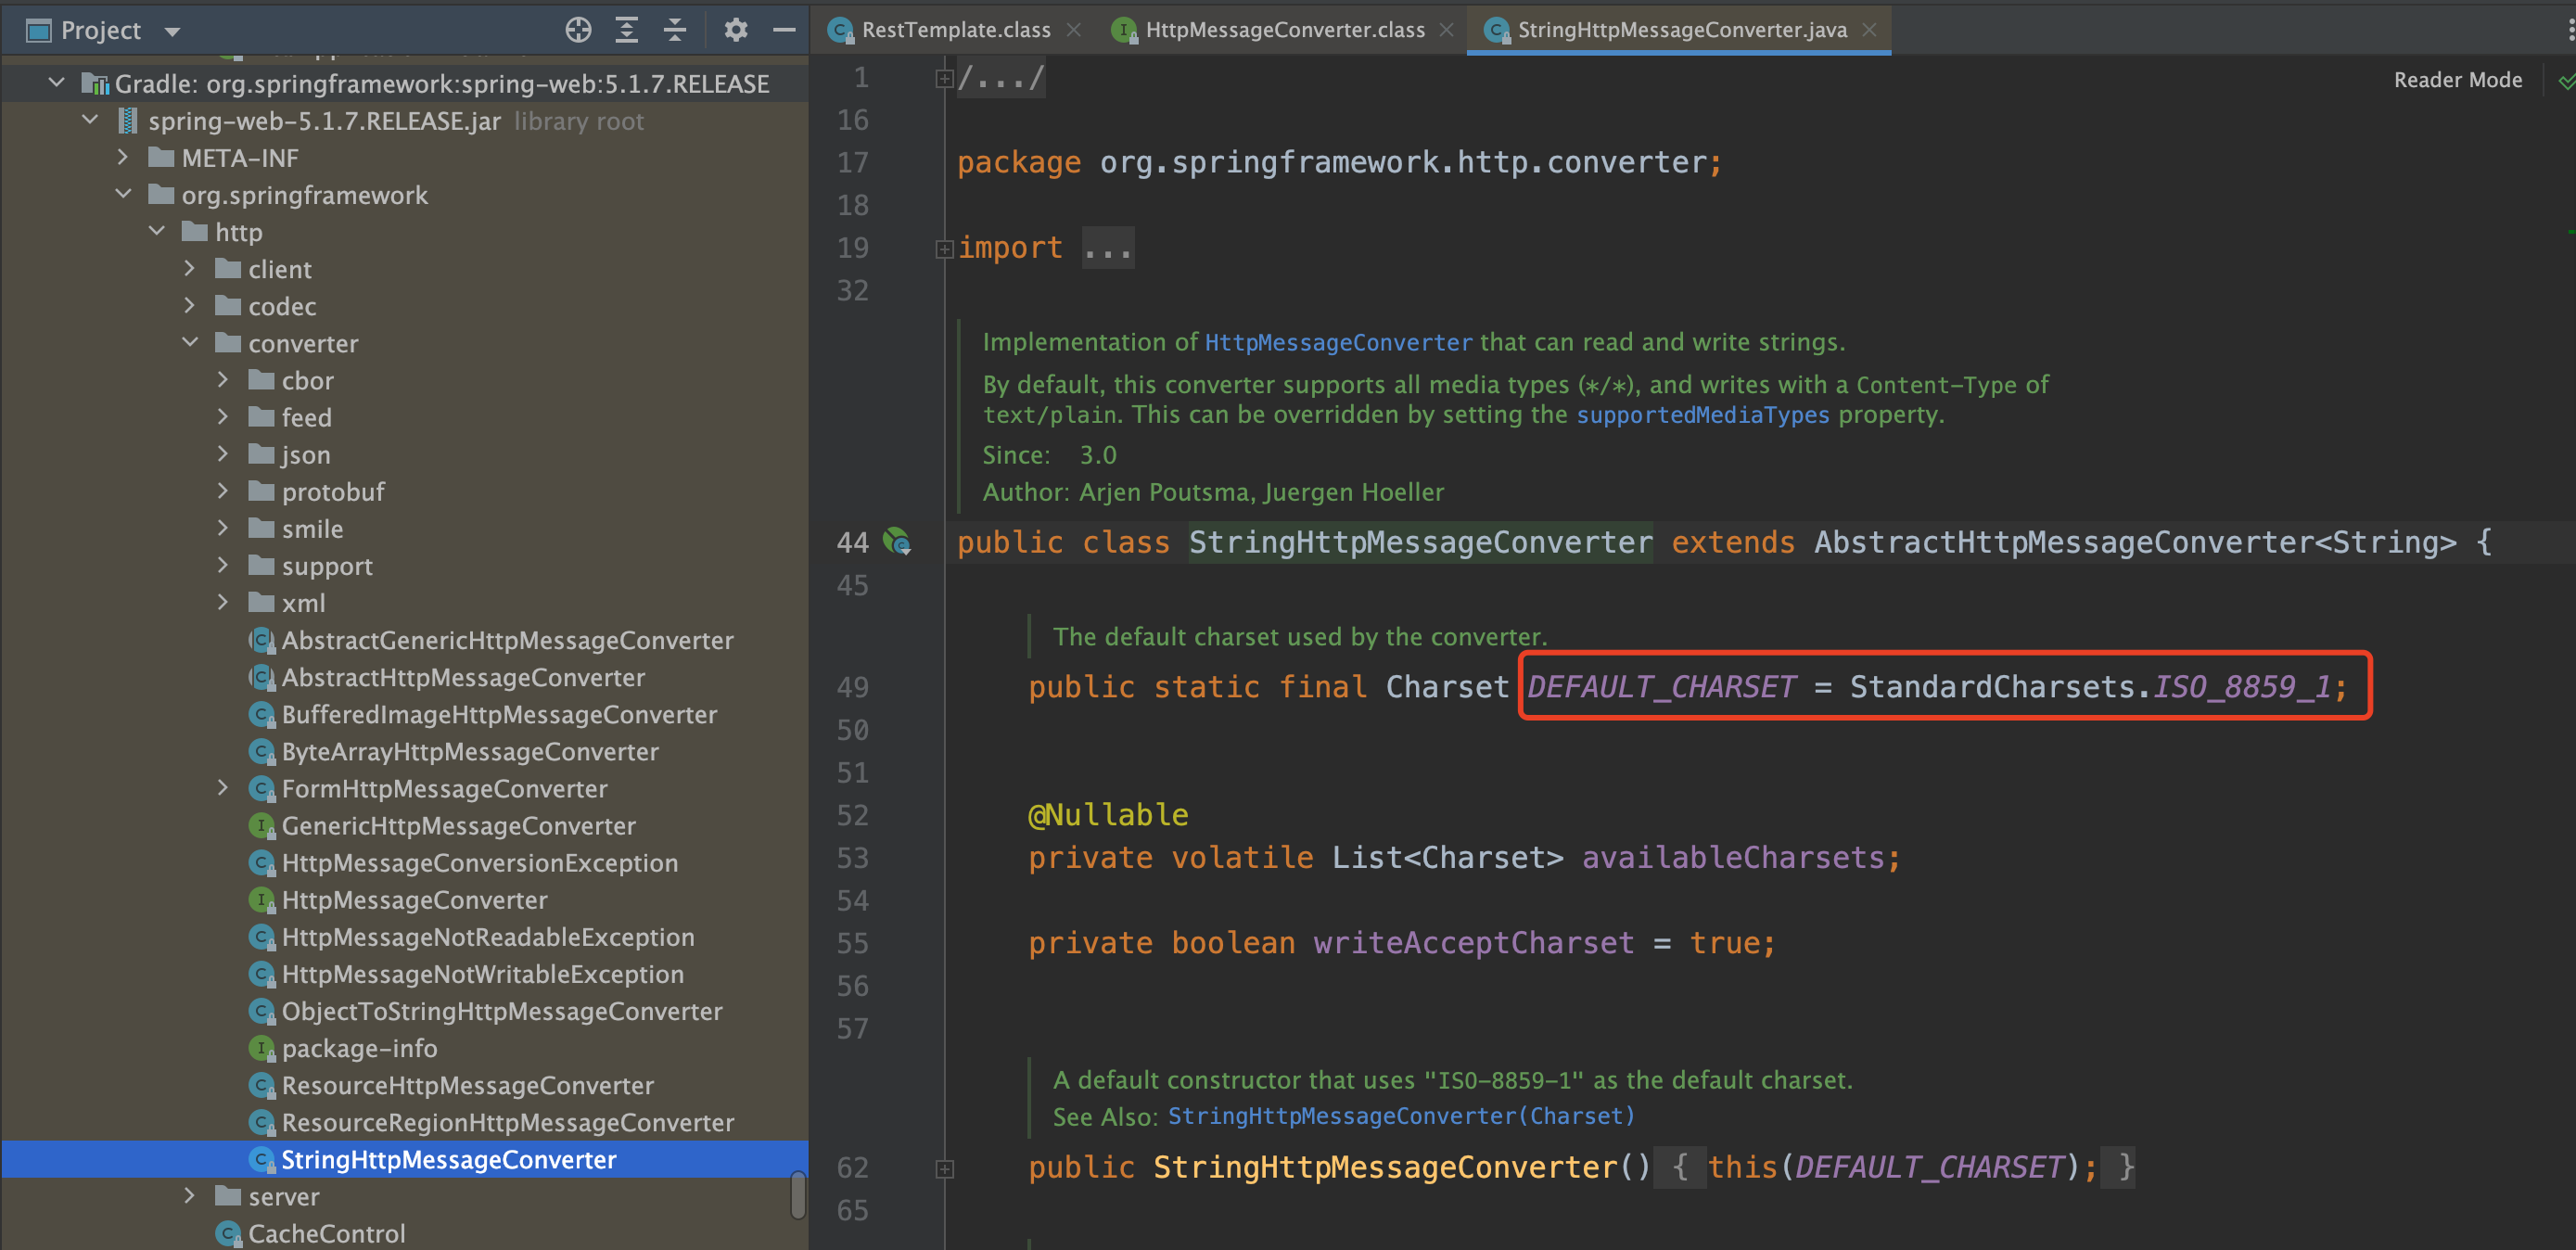 Project
Gradle: org.springframework:spring-web:5.1.7.RELEASE
spring-web-5.1.7.RELEASE.jar library root
META-INF
org.springframework
http
client
codec
converter
cbor
feed
json
protobuf
smile
support
xml
AbstractGenericHttpMessageConverter
AbstractHttpMessageConverter
BufferedImageHttpMessageConverter
ByteArrayHttpMessageConverter
FormHttpMessageConverter
GenericHttpMessageConverter
HttpMessageConversionException
HttpMessageConverter
HttpMessageNotReadableException
HttpMessageNotWritableException
ObjectToStringHttpMessageConverter
package-info
ResourceHttpMessageConverter
ResourceRegionHttpMessageConverter
StringHttpMessageConverter
server
CacheControl
RestTemplate.class
HttpMessageConverter.class
StringHttpMessageConverter.java
Reader Mode
1 /.../
16
17 package org.springframework.http.converter;
18
19 import ...
32
Implementation of HttpMessageConverter that can read and write strings.
By default, this converter supports all media types (*/*), and writes with a Content-Type of
text/plain. This can be overridden by setting the supportedMediaTypes property.
Since: 3.0
Author: Arjen Poutsma, Juergen Hoeller
44 public class StringHttpMessageConverter extends AbstractHttpMessageConverter<String> {
45
The default charset used by the converter.
49 public static final Charset DEFAULT_CHARSET = StandardCharsets.ISO_8859_1;
50
51
52 @Nullable
53 private volatile List<Charset> availableCharsets;
54
55 private boolean writeAcceptCharset = true;
56
57
A default constructor that uses "ISO-8859-1" as the default charset.
See Also: StringHttpMessageConverter(Charset)
62 public StringHttpMessageConverter() { this(DEFAULT_CHARSET); }
65